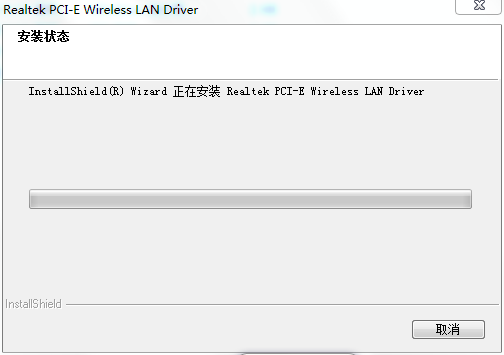 Realtek PCI-E Wireless LAN Driver
安装状态
InstallShield(R) Wizard 正在安装 Realtek PCI-E Wireless LAN Driver
InstallShield
取消